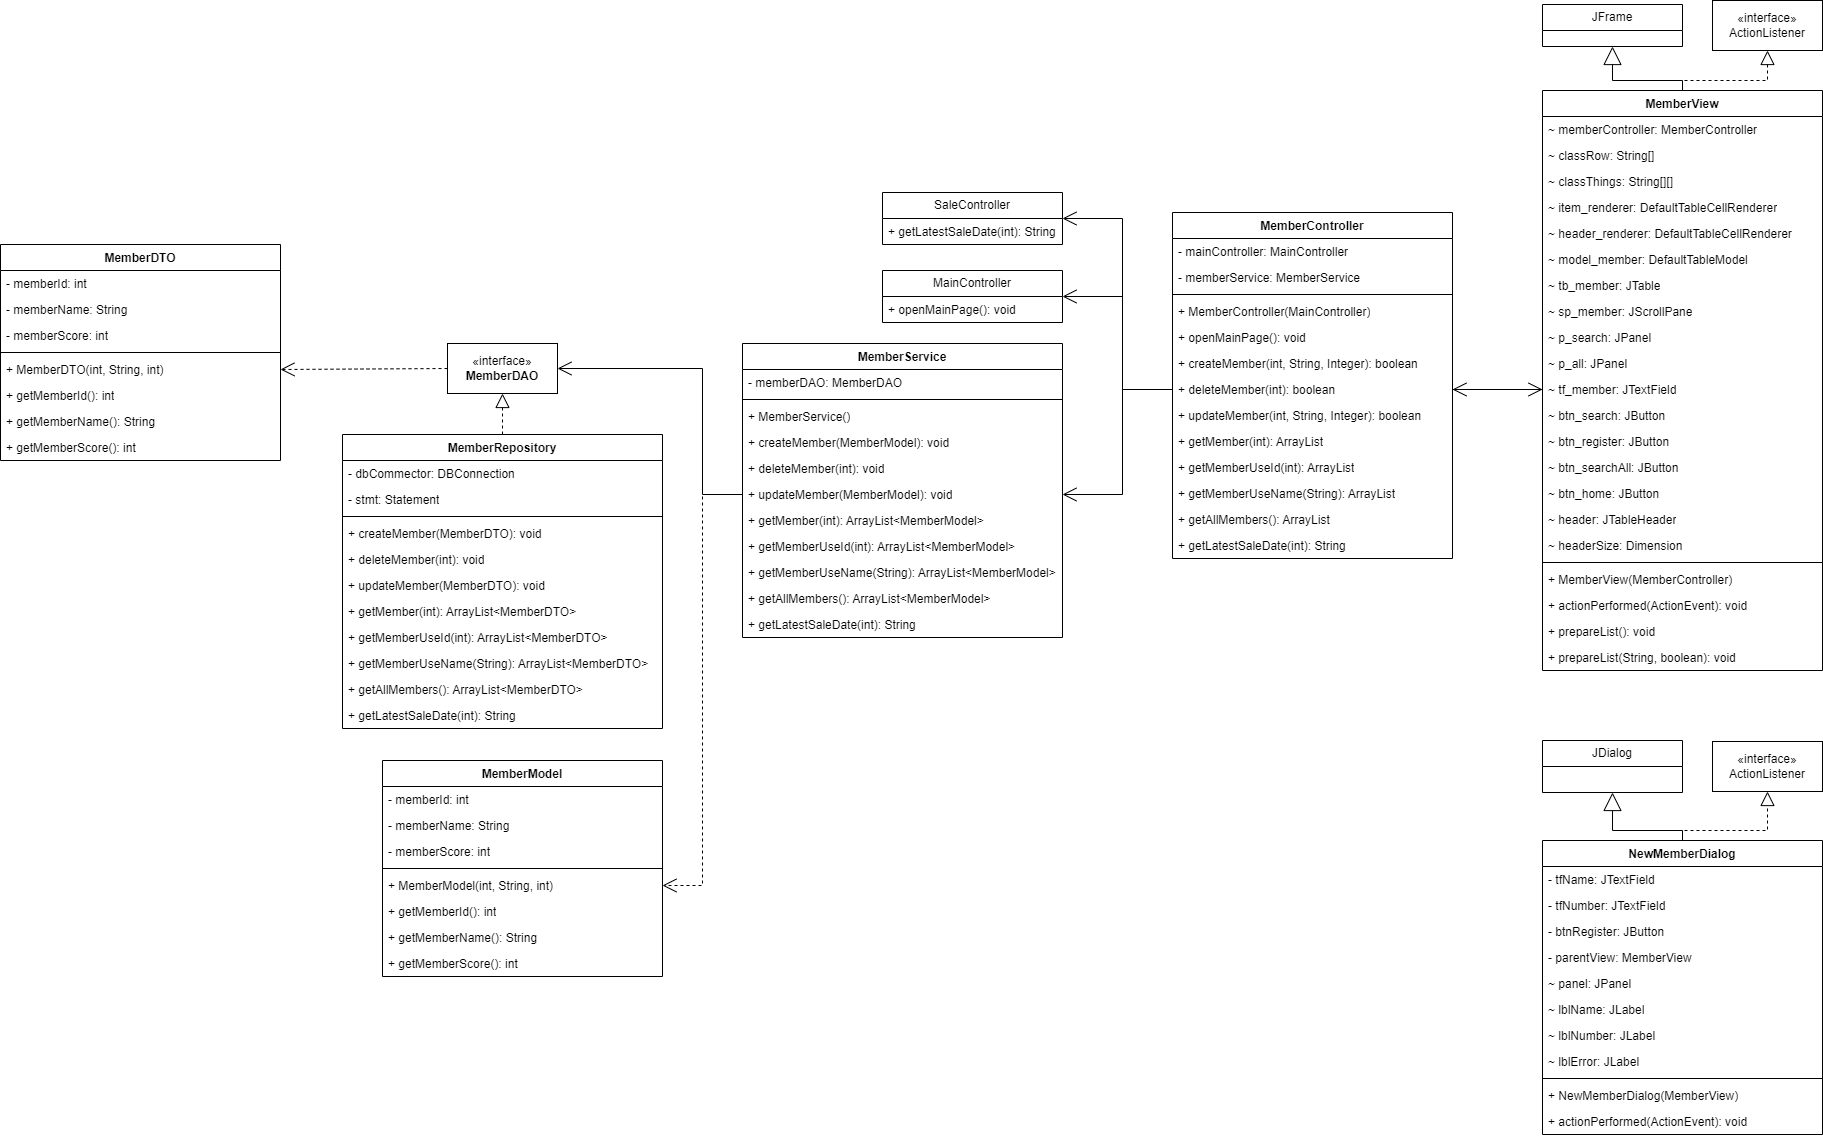 JFrame
«interface»
ActionListener
MemberView
~ memberController: MemberController
~ classRow: String[]
~ classThings: String[][]
~ item_renderer: DefaultTableCellRenderer
~ header_renderer: DefaultTableCellRenderer
~ model_member: DefaultTableModel
~ tb_member: JTable
~ sp_member: JScrollPane
~ p_search: JPanel
~ p_all: JPanel
~ tf_member: JTextField
~ btn_search: JButton
~ btn_register: JButton
~ btn_searchAll: JButton
~ btn_home: JButton
~ header: JTableHeader
~ headerSize: Dimension
+ MemberView(MemberController)
+ actionPerformed(ActionEvent): void
+ prepareList(): void
+ prepareList(String, boolean): void
SaleController
+ getLatestSaleDate(int): String
MainController
+ openMainPage(): void
MemberController
- mainController: MainController
- memberService: MemberService
+ MemberController(MainController)
+ openMainPage(): void
+ createMember(int, String, Integer): boolean
+ deleteMember(int): boolean
+ updateMember(int, String, Integer): boolean
+ getMember(int): ArrayList
+ getMemberUseId(int): ArrayList
+ getMemberUseName(String): ArrayList
+ getAllMembers(): ArrayList
+ getLatestSaleDate(int): String
MemberDTO
- memberId: int
- memberName: String
- memberScore: int
+ MemberDTO(int, String, int)
+ getMemberId(): int
+ getMemberName(): String
+ getMemberScore(): int
«interface»
MemberDAO
MemberService
- memberDAO: MemberDAO
+ MemberService()
+ createMember(MemberModel): void
+ deleteMember(int): void
+ updateMember(MemberModel): void
+ getMember(int): ArrayList<MemberModel>
+ getMemberUseId(int): ArrayList<MemberModel>
+ getMemberUseName(String): ArrayList<MemberModel>
+ getAllMembers(): ArrayList<MemberModel>
+ getLatestSaleDate(int): String
MemberRepository
- dbCommector: DBConnection
- stmt: Statement
+ createMember(MemberDTO): void
+ deleteMember(int): void
+ updateMember(MemberDTO): void
+ getMember(int): ArrayList<MemberDTO>
+ getMemberUseId(int): ArrayList<MemberDTO>
+ getMemberUseName(String): ArrayList<MemberDTO>
+ getAllMembers(): ArrayList<MemberDTO>
+ getLatestSaleDate(int): String
MemberModel
- memberId: int
- memberName: String
- memberScore: int
+ MemberModel(int, String, int)
+ getMemberId(): int
+ getMemberName(): String
+ getMemberScore(): int
JDialog
«interface»
ActionListener
NewMemberDialog
- tfName: JTextField
- tfNumber: JTextField
- btnRegister: JButton
- parentView: MemberView
~ panel: JPanel
~ lblName: JLabel
~ lblNumber: JLabel
~ lblError: JLabel
+ NewMemberDialog(MemberView)
+ actionPerformed(ActionEvent): void